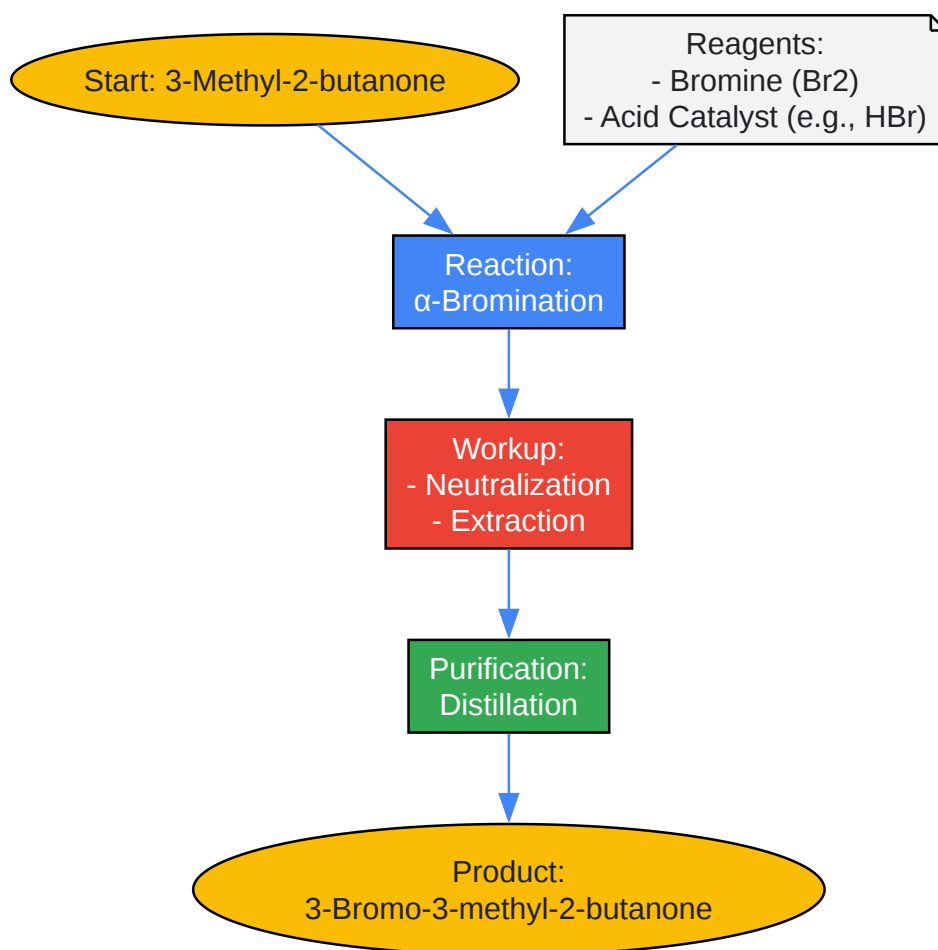 Start: 3-Methyl-2-butanone
Reagents:
- Bromine (Br2)
- Acid Catalyst (e.g., HBr)
Reaction:
α-Bromination
Workup:
- Neutralization
- Extraction
Purification:
Distillation
Product:
3-Bromo-3-methyl-2-butanone